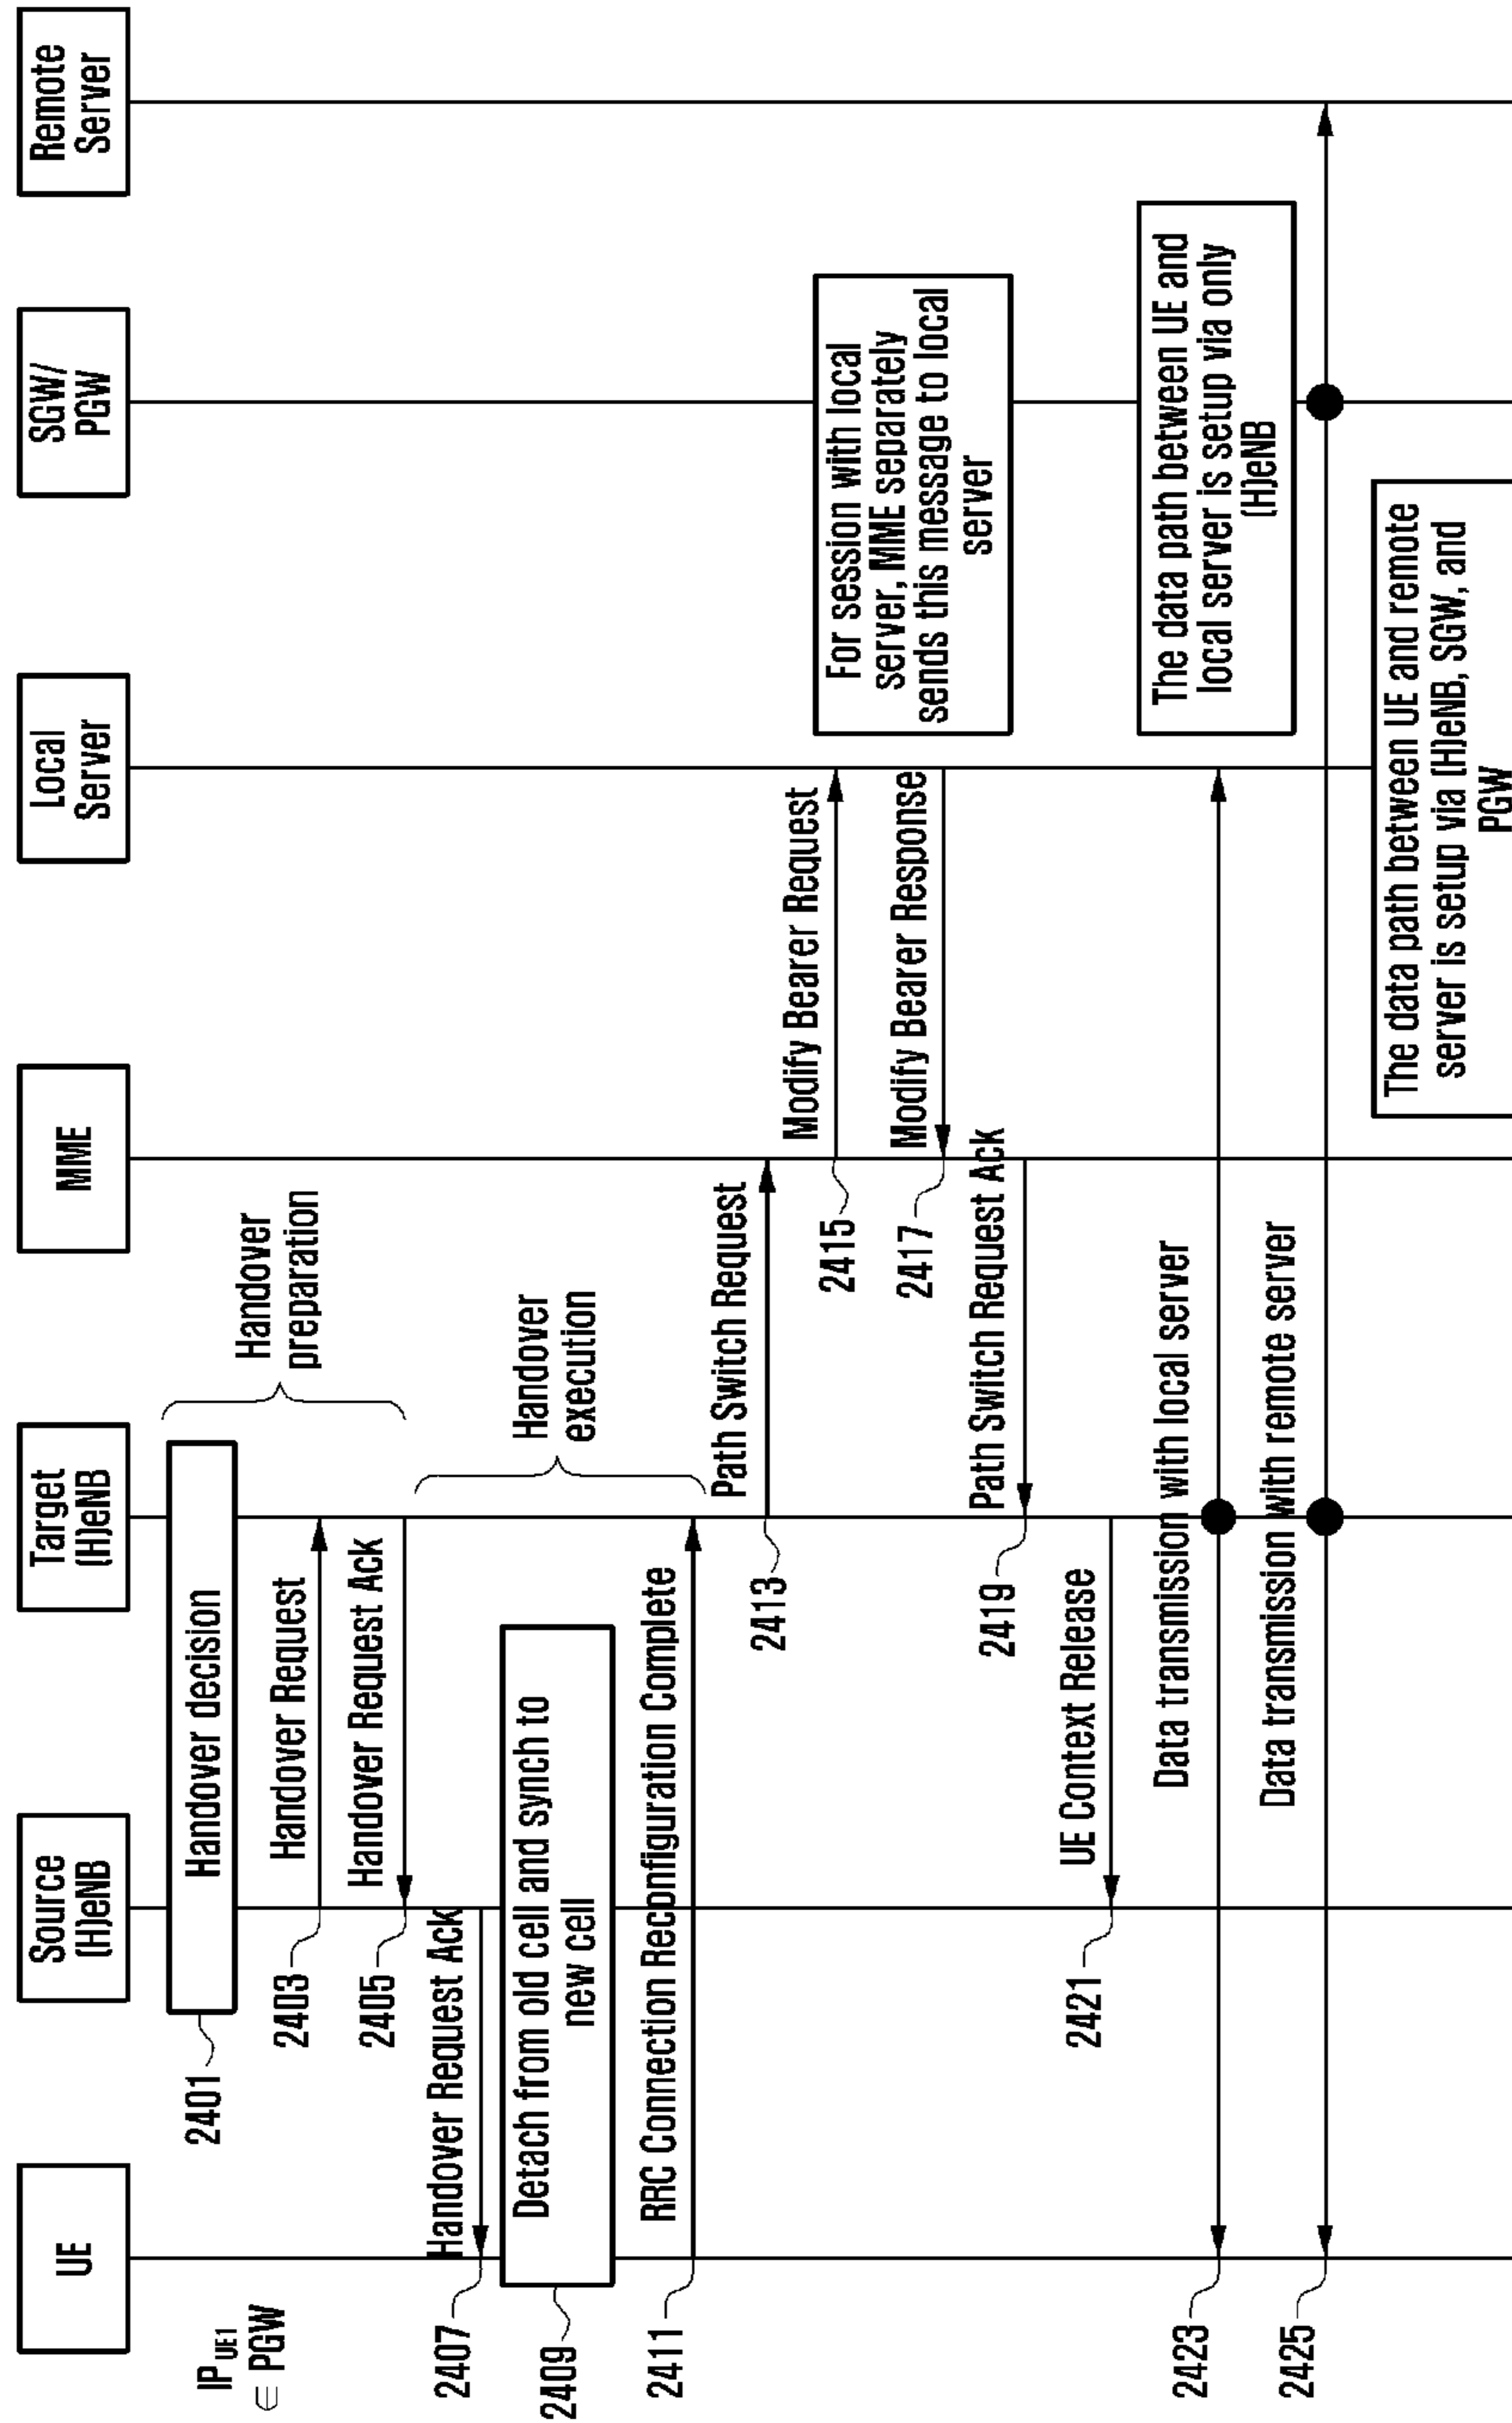 UE
Source
(H)eNB
Target
(H)eNB
MME
Local
Server
SGW/
PGW
Remote
Server
IP UE1
∈ PGW
2401
Handover decision
Handover
preparation
2403
Handover Request
2405
Handover Request Ack
2407
Handover Request Ack
2409
Detach from old cell and synch to
new cell
Handover
execution
2411
RRC Connection Reconfiguration Complete
2413
Path Switch Request
2415
Modify Bearer Request
For session with local
server, MME separately
sends this message to local
server
2417
Modify Bearer Response
2419
Path Switch Request Ack
2421
UE Context Release
2423
Data transmission with local server
The data path between UE and
local server is setup via only
(H)eNB
2425
Data transmission with remote server
The data path between UE and remote
server is setup via (H)eNB, SGW, and
PGW